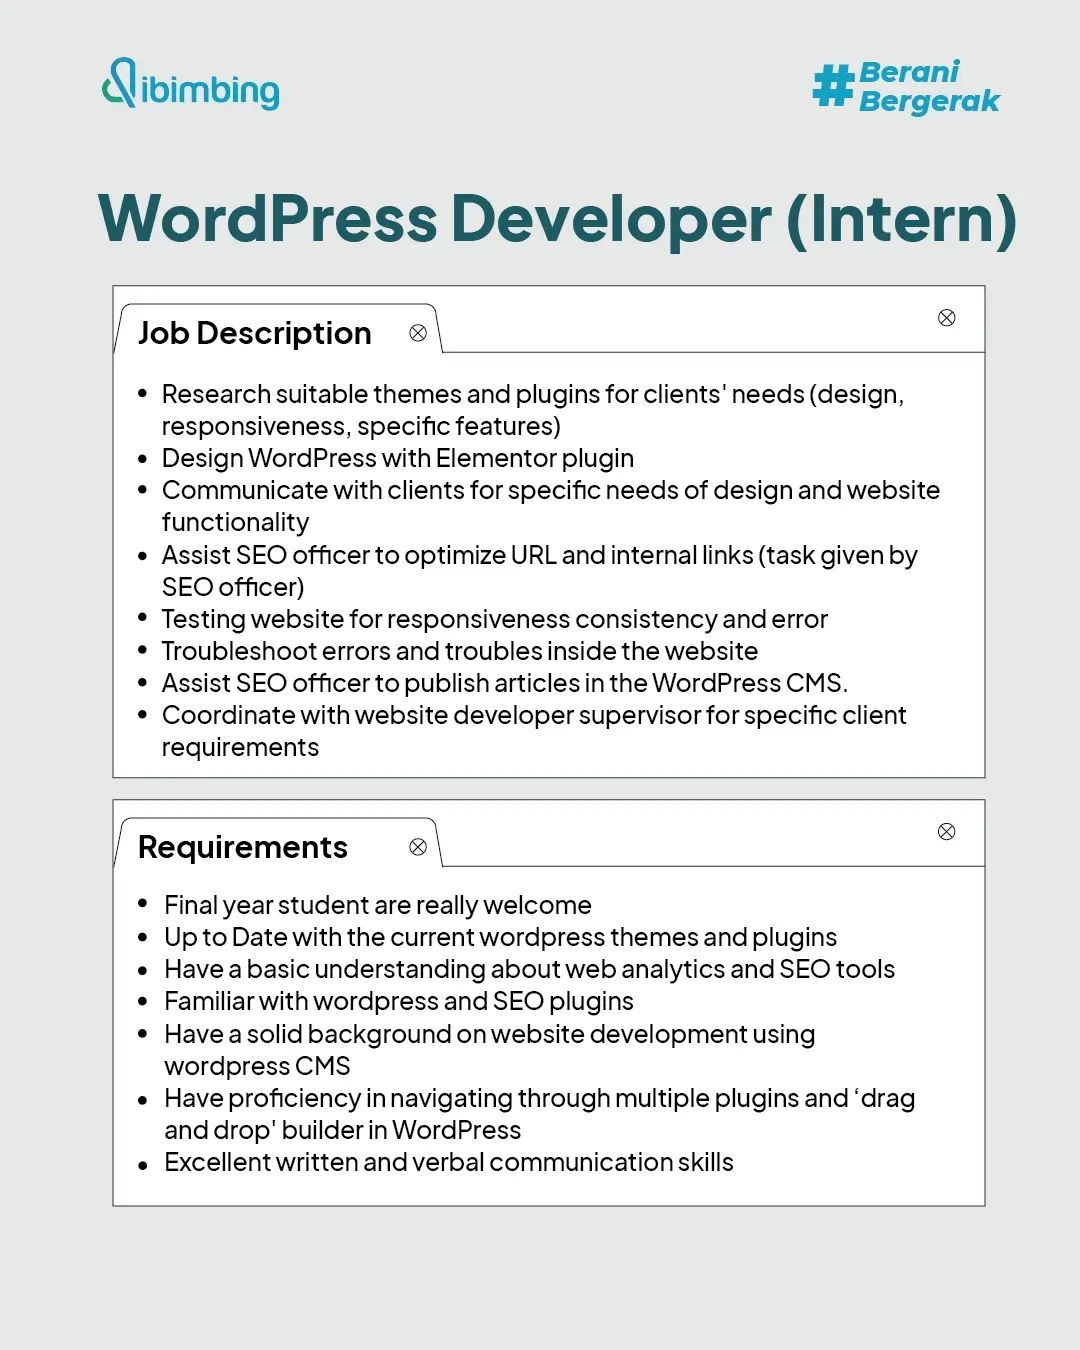 dibimbing
#Berani
Bergerak
WordPress Developer (Intern)
Job Description
• Research suitable themes and plugins for clients' needs (design,
responsiveness, specific features)
• Design WordPress with Elementor plugin
• Communicate with clients for specific needs of design and website
functionality
• Assist SEO officer to optimize URL and internal links (task given by
SEO officer)
• Testing website for responsiveness consistency and error
• Troubleshoot errors and troubles inside the website
• Assist SEO officer to publish articles in the WordPress CMS.
• Coordinate with website developer supervisor for specific client
requirements
Requirements
• Final year student are really welcome
• Up to Date with the current wordpress themes and plugins
• Have a basic understanding about web analytics and SEO tools
• Familiar with wordpress and SEO plugins
• Have a solid background on website development using
wordpress CMS
• Have proficiency in navigating through multiple plugins and ‘drag
and drop' builder in WordPress
• Excellent written and verbal communication skills